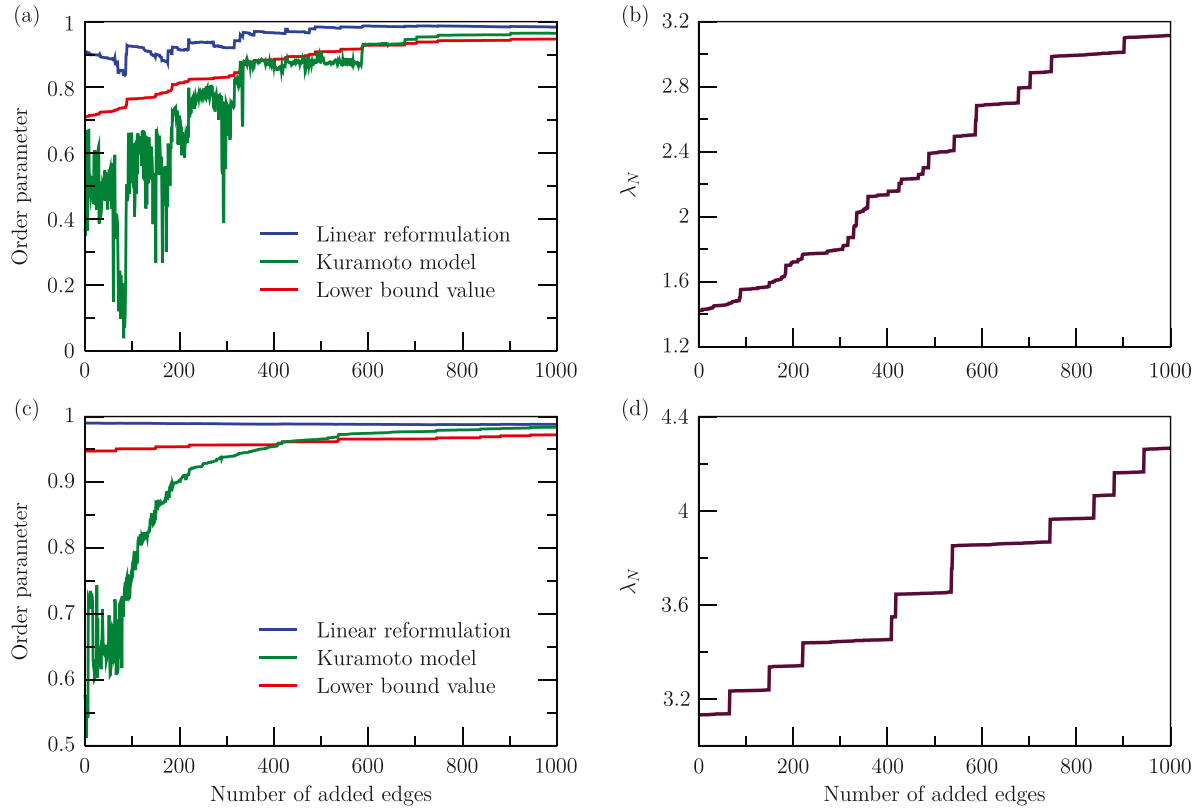 (a)
1
0.8
0.6
0.4
0.2
0
Order parameter
Linear reformulation
Kuramoto model
Lower bound value
0 200 400 600 800 1000
(b)
3.2
2.8
2.4
2
1.6
1.2
λN
0 200 400 600 800 1000
(c)
1
0.9
0.8
0.7
0.6
0.5
Order parameter
Linear reformulation
Kuramoto model
Lower bound value
0 200 400 600 800 1000
Number of added edges
(d)
4.4
4
3.6
3.2
λN
0 200 400 600 800 1000
Number of added edges